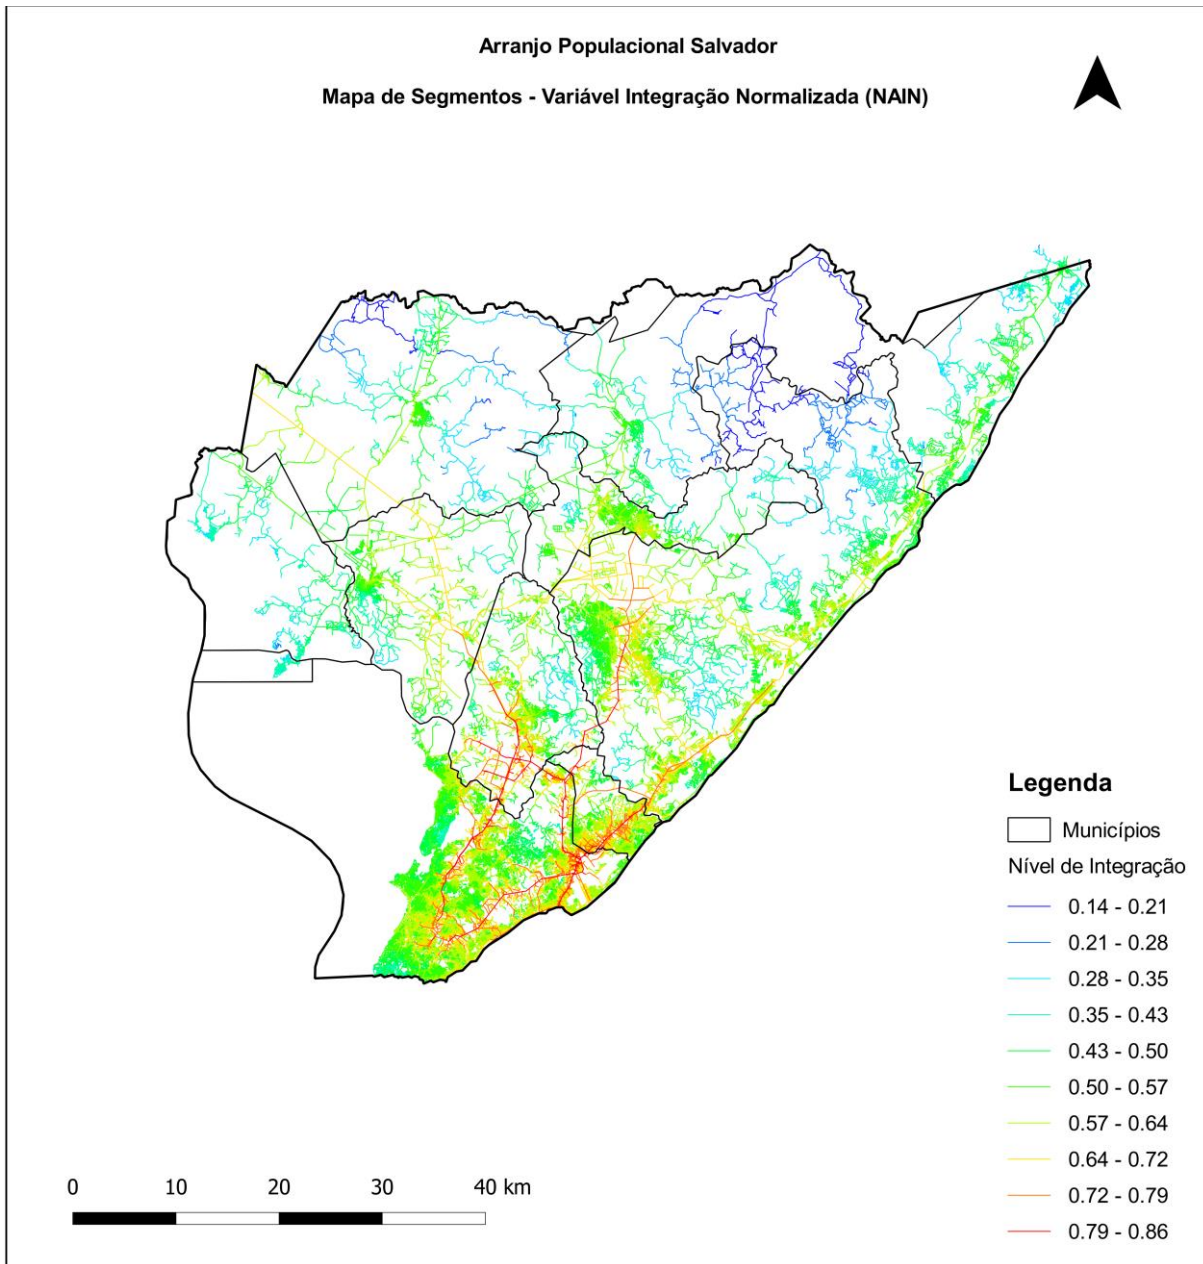 Arranjo Populacional Salvador
Mapa de Segmentos - Variável Integração Normalizada (NAIN)
Legenda
Municípios
Nível de Integração
0.14 - 0.21
0.21 - 0.28
0.28 - 0.35
0.35 - 0.43
0.43 - 0.50
0.50 - 0.57
0.57 - 0.64
0.64 - 0.72
0.72 - 0.79
0.79 - 0.86
0 10 20 30 40 km